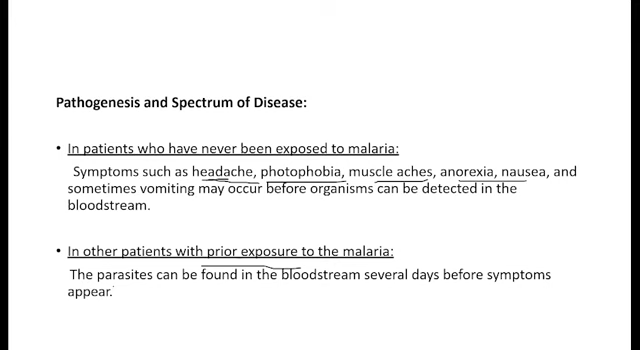 Pathogenesis and Spectrum of Disease:
• In patients who have never been exposed to malaria:
Symptoms such as headache, photophobia, muscle aches, anorexia, nausea, and
sometimes vomiting may occur before organisms can be detected in the
bloodstream.
• In other patients with prior exposure to the malaria:
The parasites can be found in the bloodstream several days before symptoms
appear.